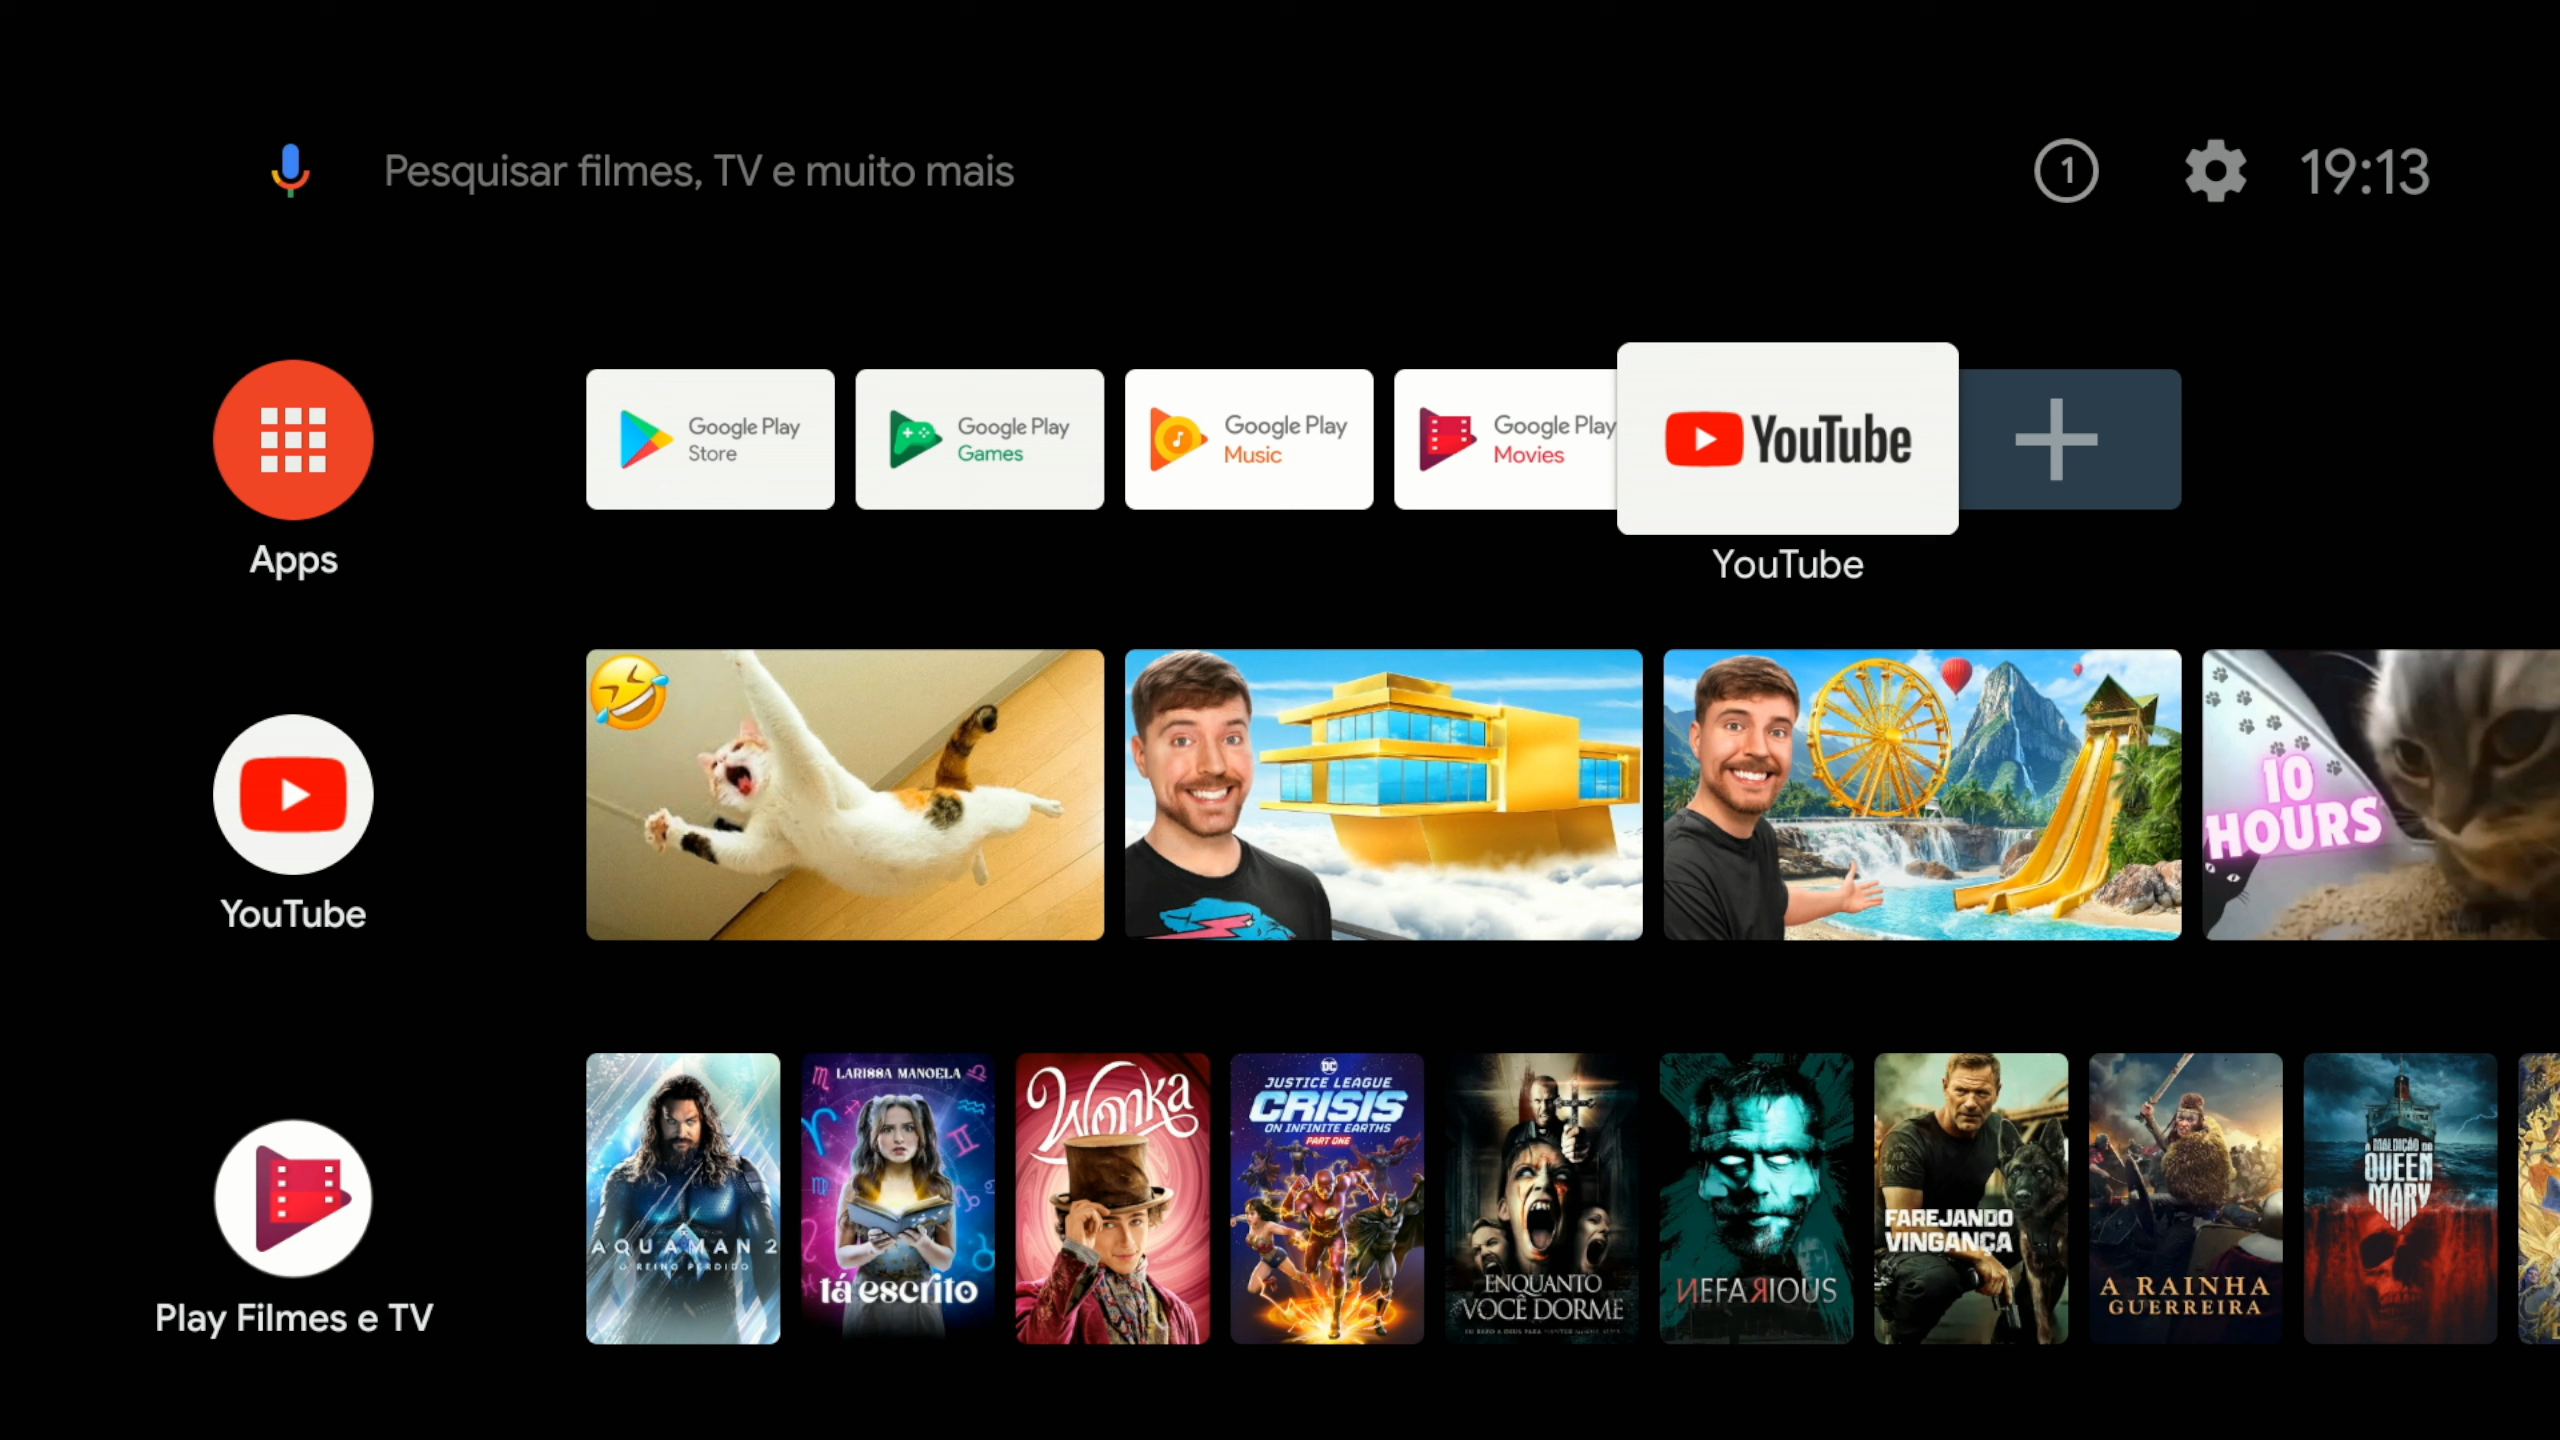 Pesquisar filmes, TV e muito mais
1
19:13
Google Play
Store
Google Play
Games
Google Play
Music
Google Play
Movies
YouTube
Apps
YouTube
10
HOURS
YouTube
AQUAMAN 2
O REINO PERDIDO
LARISSA MANOELA
tá escrito
Wonka
DC
JUSTICE LEAGUE
CRISIS
ON INFINITE EARTHS
PART ONE
ENQUANTO
VOCÊ DORME
NEFARIOUS
FAREJANDO
VINGANÇA
A RAINHA
GUERREIRA
A MALDIÇÃO DO
QUEEN
MARY
Play Filmes e TV